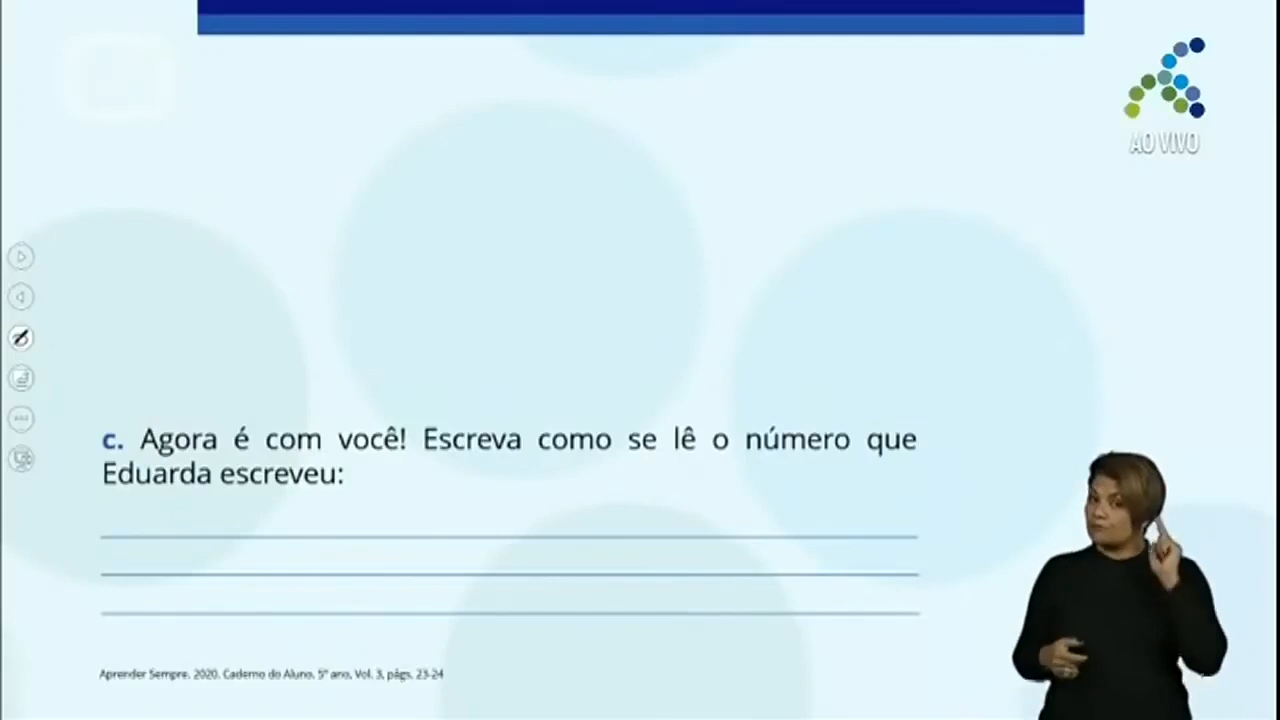 AO VIVO
c. Agora é com você! Escreva como se lê o número que
Eduarda escreveu:
Aprender Sempre. 2020. Caderno do Aluno. 5º ano, Vol. 3, págs. 23-24